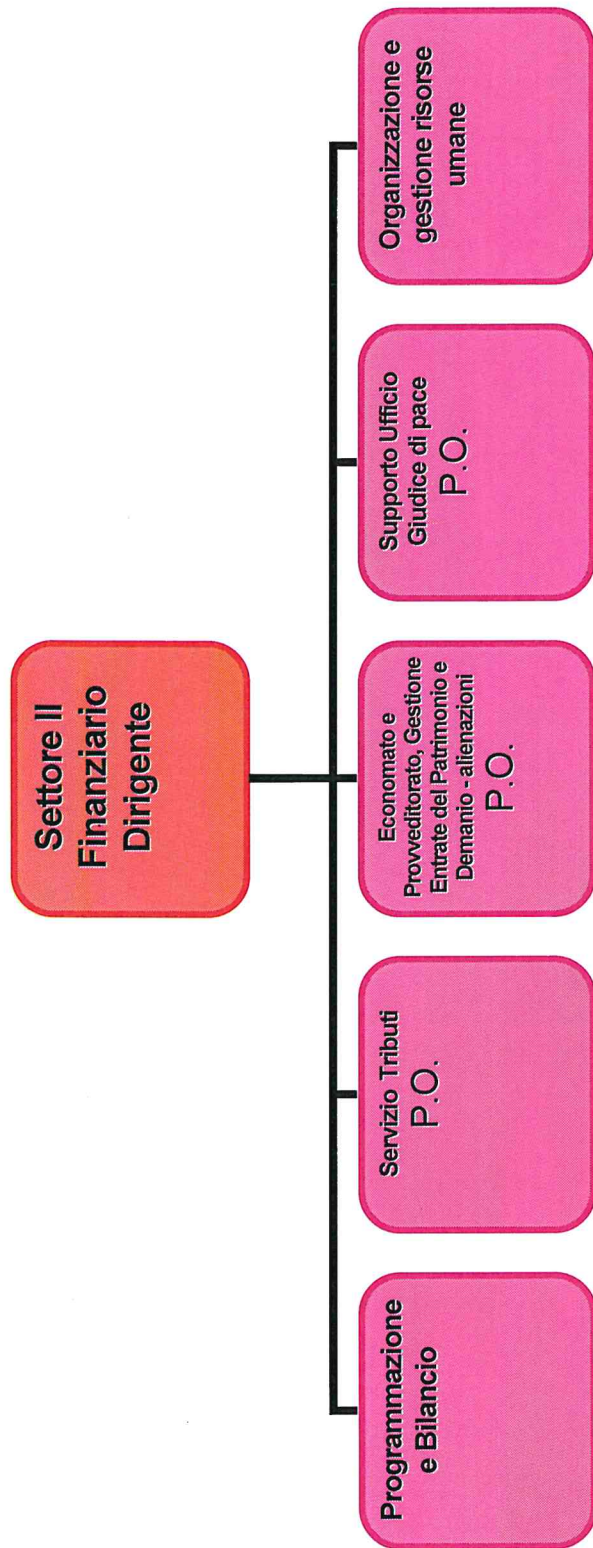 Settore II
Finanziario
Dirigente
Programmazione
e Bilancio
Servizio Tributi
P.O.
Economato e
Provveditorato, Gestione
Entrate del Patrimonio e
Demanio - alienazioni
P.O.
Supporto Ufficio
Giudice di pace
P.O.
Organizzazione e
gestione risorse
umane